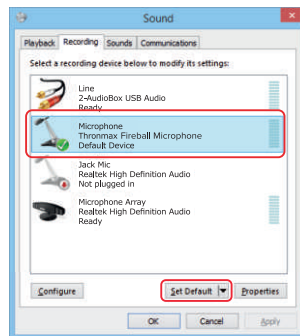 Sound
Playback Recording Sounds Communications
Select a recording device below to modify its settings:
Line
2-AudioBox USB Audio
Ready
Microphone
Thronmax Fireball Microphone
Default Device
Jack Mic
Realtek High Definition Audio
Not plugged in
Microphone Array
Realtek High Definition Audio
Ready
Configure Set Default Properties
OK Cancel Apply